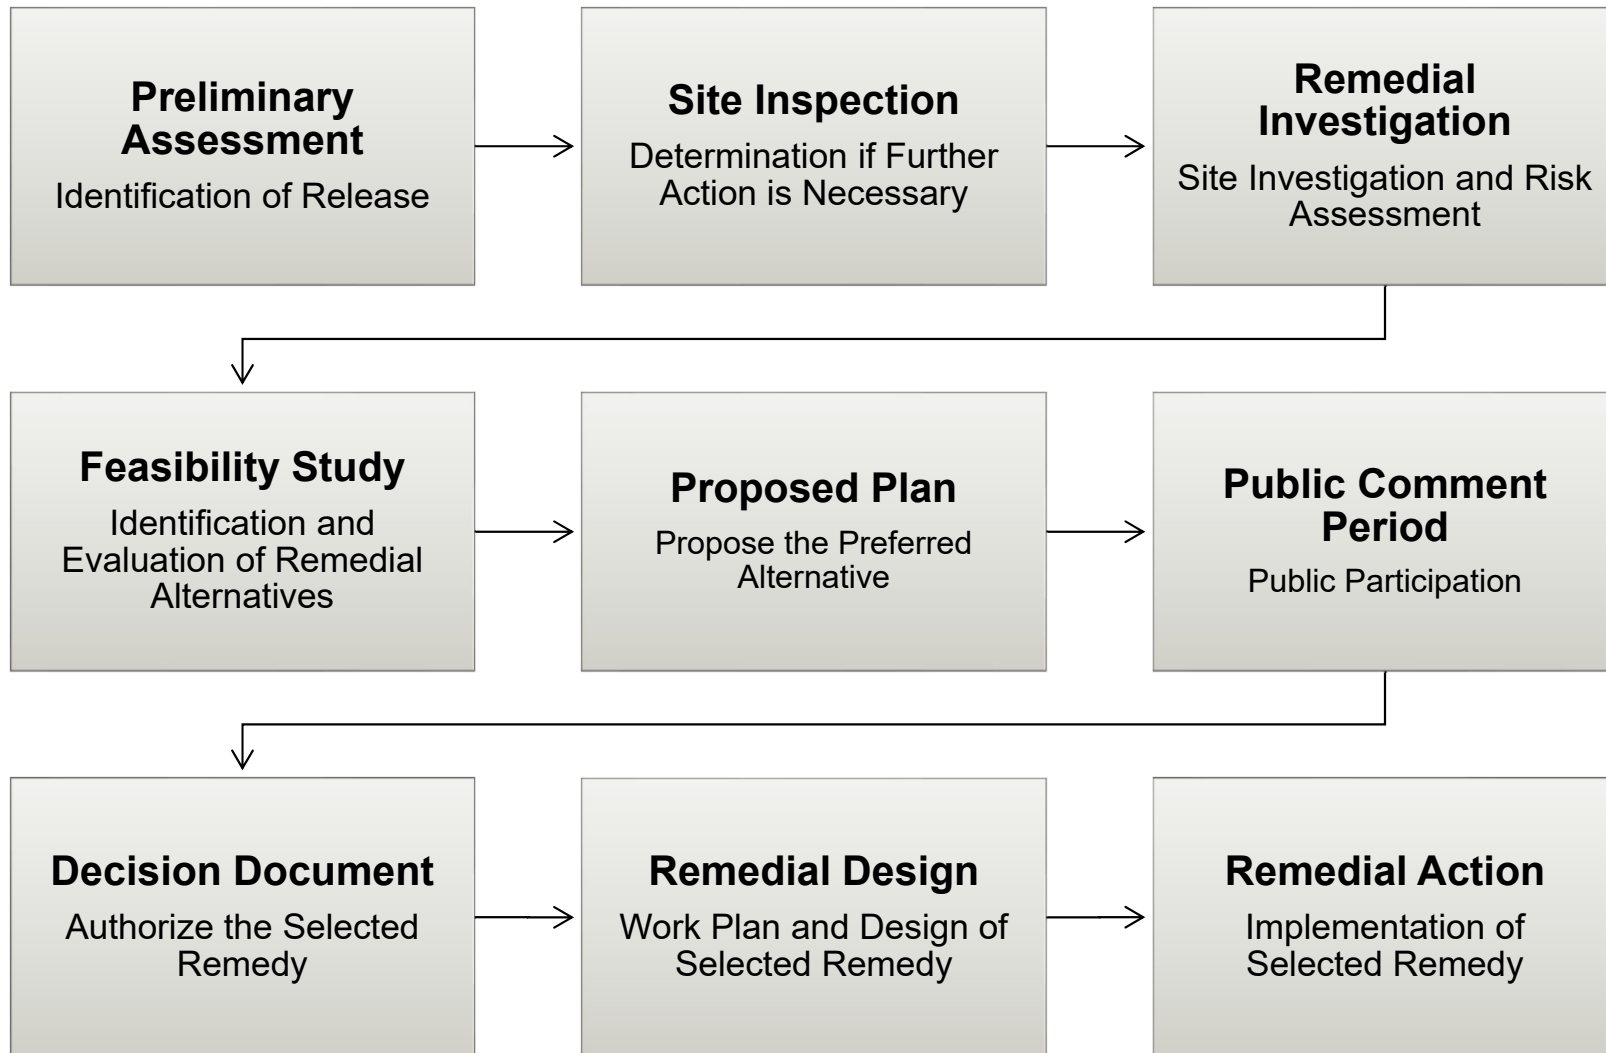 Preliminary
Assessment
Identification of Release
Site Inspection
Determination if Further
Action is Necessary
Remedial
Investigation
Site Investigation and Risk
Assessment
Feasibility Study
Identification and
Evaluation of Remedial
Alternatives
Proposed Plan
Propose the Preferred
Alternative
Public Comment
Period
Public Participation
Decision Document
Authorize the Selected
Remedy
Remedial Design
Work Plan and Design of
Selected Remedy
Remedial Action
Implementation of
Selected Remedy